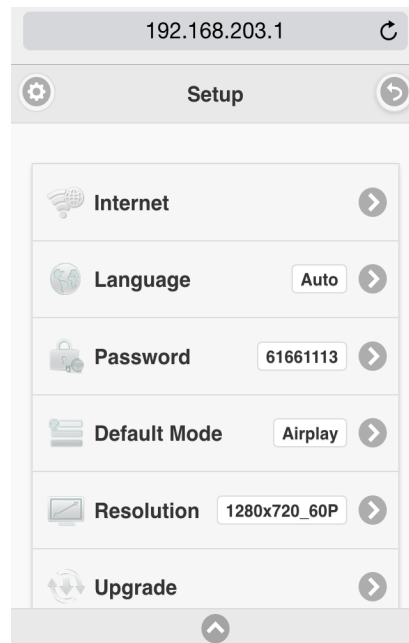 192.168.203.1
Setup
Internet
Language Auto
Password 61661113
Default Mode Airplay
Resolution 1280x720_60P
Upgrade